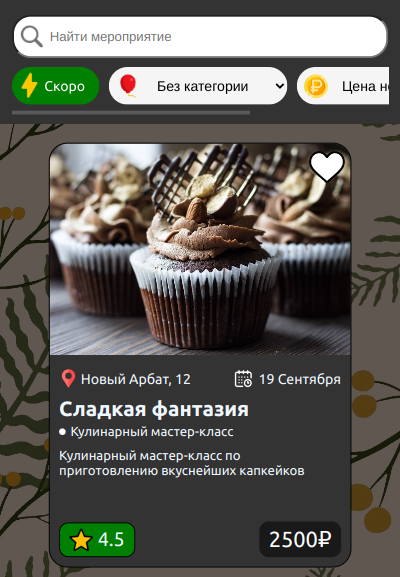 Найти мероприятие
Скоро
Без категории
Цена не
Новый Арбат, 12
19 Сентября
Сладкая фантазия
Кулинарный мастер-класс
Кулинарный мастер-класс по
приготовлению вкуснейших капкейков
4.5
2500₽